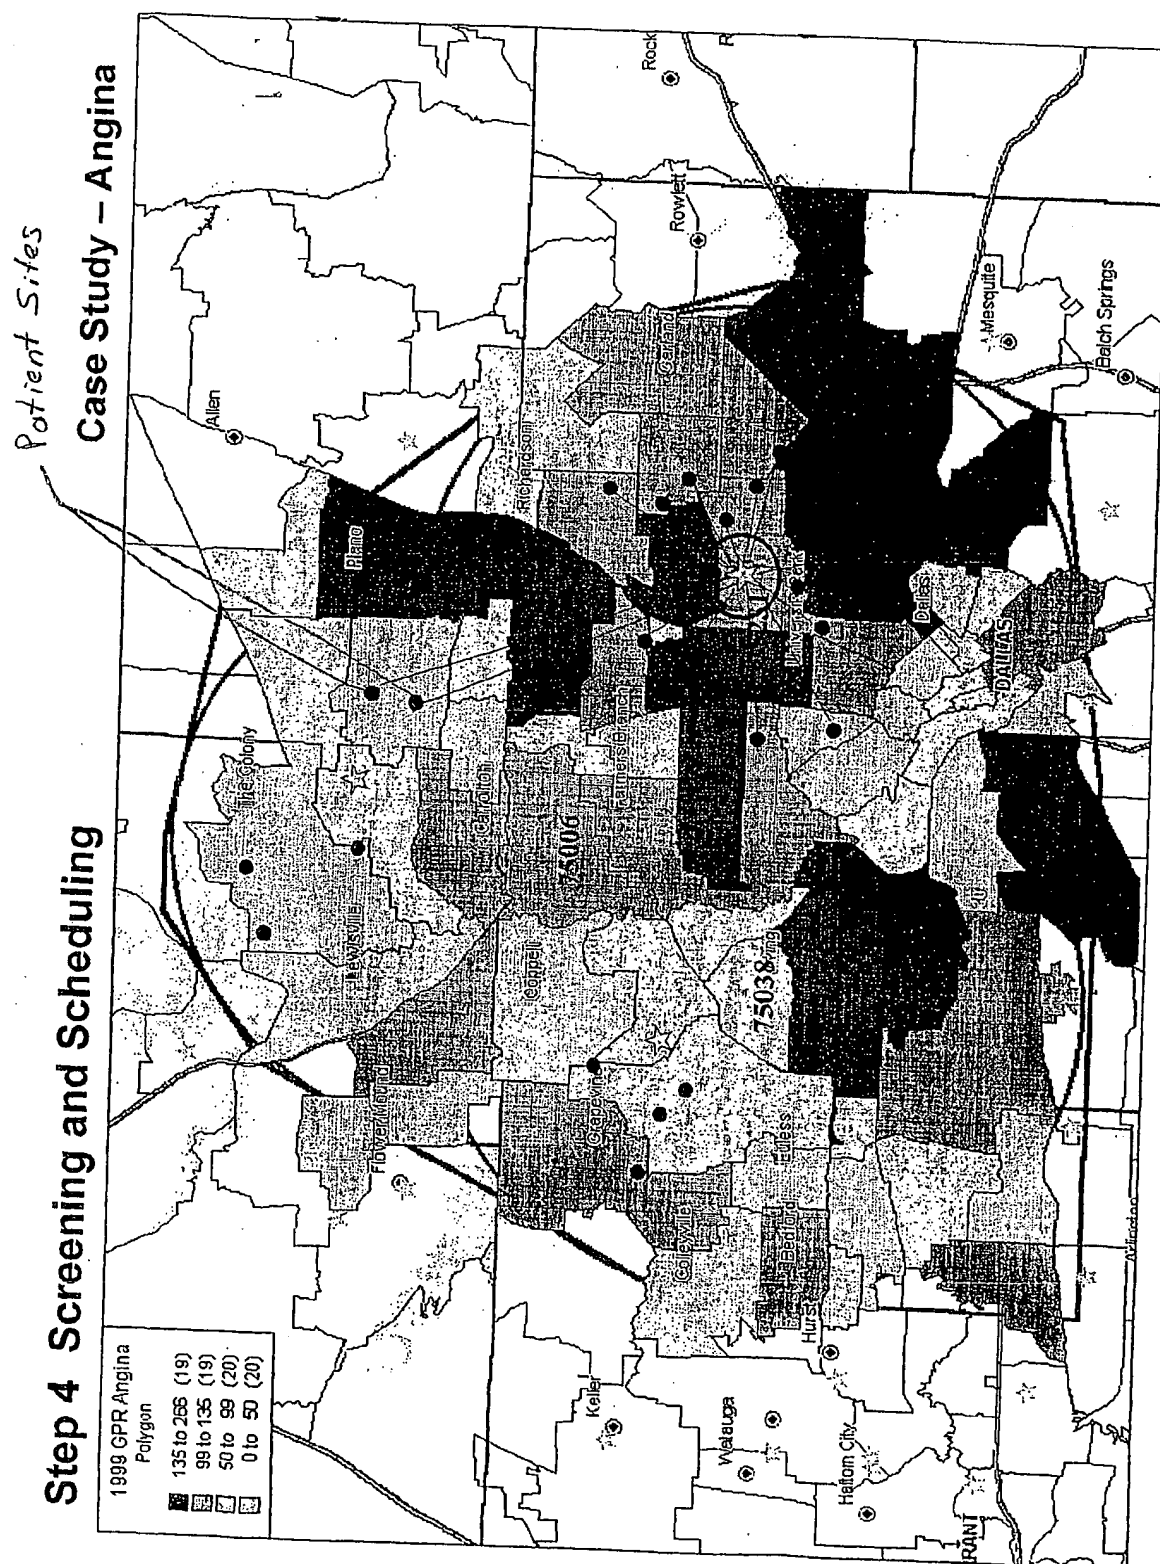 Patient Sites
Step 4 Screening and Scheduling
Case Study – Angina
1999 GPR Angina
Polygon
135 to 266 (19)
99 to 135 (19)
50 to 99 (20)
0 to 50 (20)
Allen
Rock
R
Rowlett
Plano
Richardson
Garland
The Colony
Lewisville
Carrollton
Farmers Branch
75006
Flower Mound
Coppell
Grapevine
75038
Irving
Dallas
DALLAS
Mesquite
Balch Springs
Colleyville
Euless
Bedford
Hurst
Keller
Watauga
Haltom City
RANT
Arlington